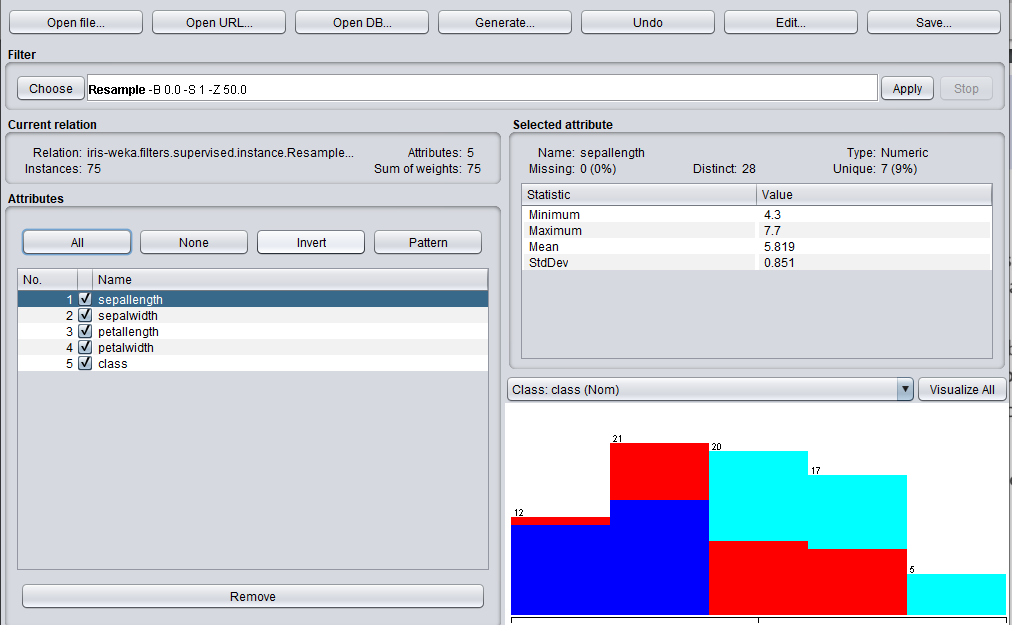 Open file... Open URL... Open DB... Generate... Undo Edit... Save...
Filter
Choose Resample -B 0.0 -S 1 -Z 50.0 Apply Stop
Current relation
Relation: iris-weka.filters.supervised.instance.Resample... Attributes: 5
Instances: 75 Sum of weights: 75
Attributes
All None Invert Pattern
No. Name
1 sepallength
2 sepalwidth
3 petallength
4 petalwidth
5 class
Remove
Selected attribute
Name: sepallength Type: Numeric
Missing: 0 (0%) Distinct: 28 Unique: 7 (9%)
Statistic Value
Minimum 4.3
Maximum 7.7
Mean 5.819
StdDev 0.851
Class: class (Nom) Visualize All
12 21 20 17 5